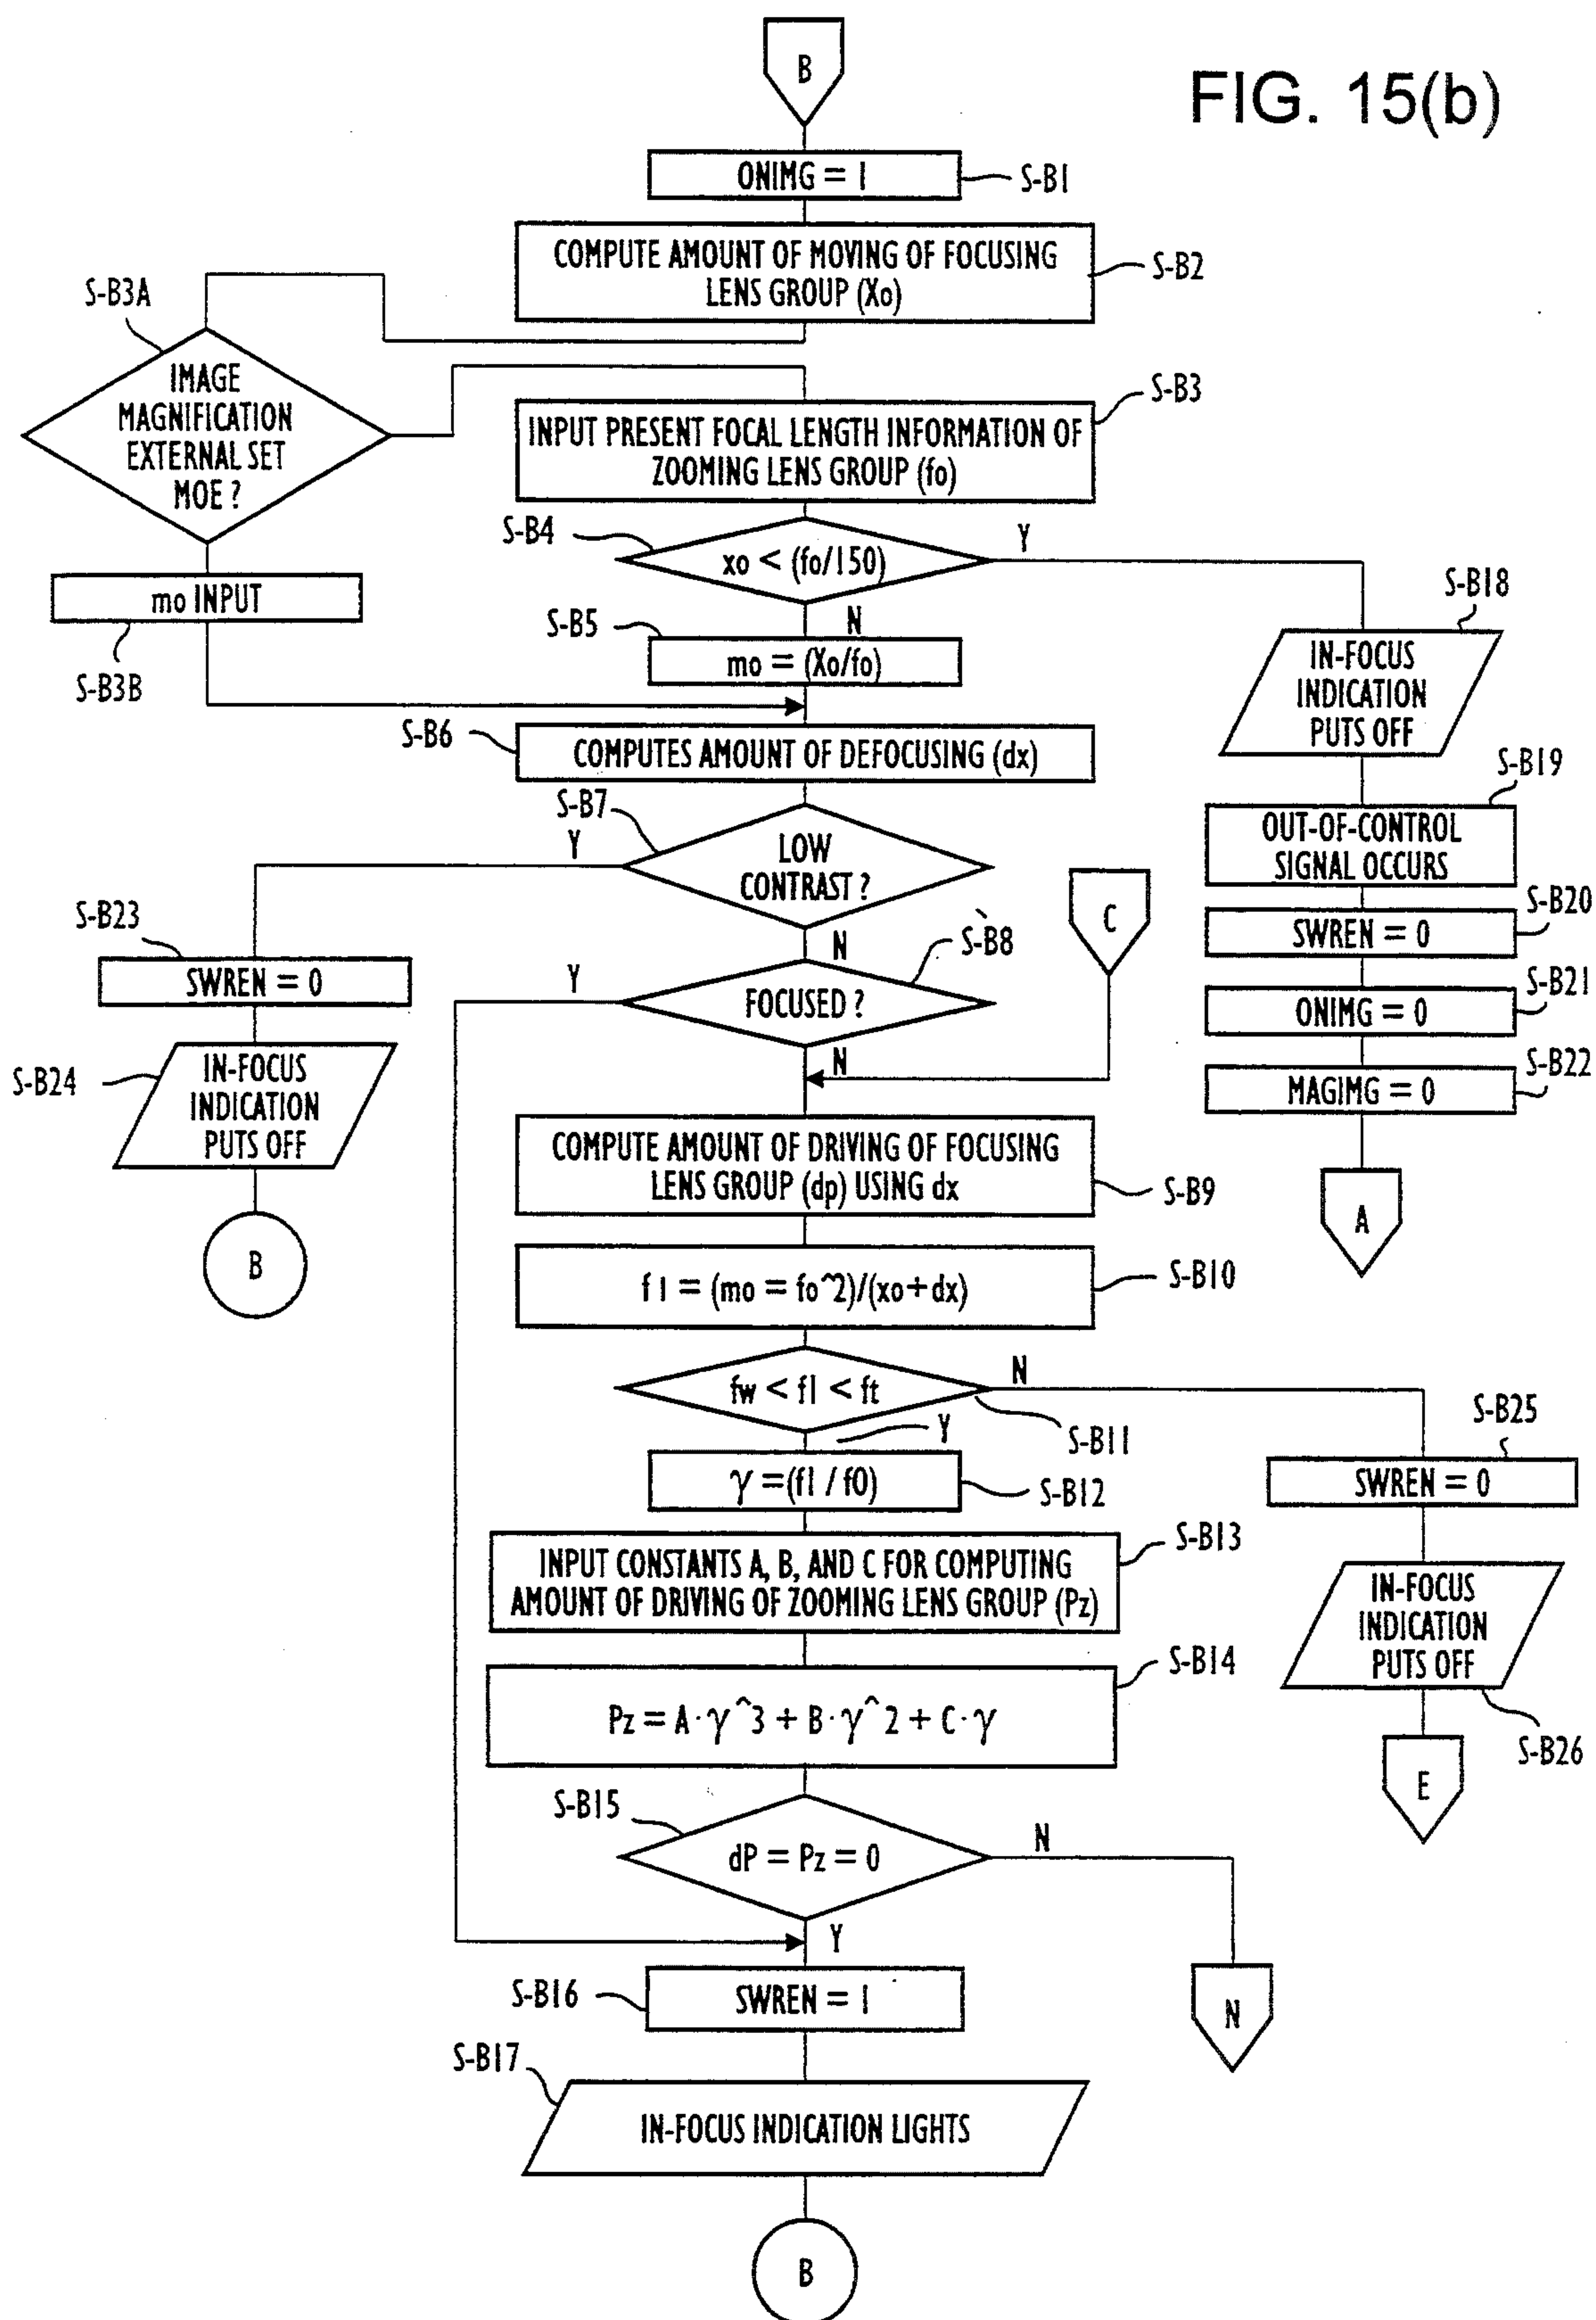 B
FIG. 15(b)
ONIMG = 1
S-B1
COMPUTE AMOUNT OF MOVING OF FOCUSING
LENS GROUP (Xo)
S-B2
S-B3A
IMAGE
MAGNIFICATION
EXTERNAL SET
MOE ?
S-B3
INPUT PRESENT FOCAL LENGTH INFORMATION OF
ZOOMING LENS GROUP (fo)
S-B4
xo < (fo/150)
Y
N
mo INPUT
S-B3B
S-B5
mo = (Xo/fo)
S-B18
IN-FOCUS
INDICATION
PUTS OFF
S-B6
COMPUTES AMOUNT OF DEFOCUSING (dx)
S-B19
OUT-OF-CONTROL
SIGNAL OCCURS
S-B7
Y
LOW
CONTRAST ?
N
C
S-B20
SWREN = 0
S-B23
SWREN = 0
S-B8
Y
FOCUSED ?
N
S-B21
ONIMG = 0
S-B24
IN-FOCUS
INDICATION
PUTS OFF
S-B22
MAGIMG = 0
B
COMPUTE AMOUNT OF DRIVING OF FOCUSING
LENS GROUP (dp) USING dx
S-B9
A
f1 = (mo = fo^2)/(xo+dx)
S-B10
fw < f1 < ft
N
S-B11
Y
γ =(f1 / f0)
S-B12
S-B25
SWREN = 0
INPUT CONSTANTS A, B, AND C FOR COMPUTING
AMOUNT OF DRIVING OF ZOOMING LENS GROUP (Pz)
S-B13
IN-FOCUS
INDICATION
PUTS OFF
S-B26
S-B14
Pz = A·γ^3 + B·γ^2 + C·γ
E
S-B15
dP = Pz = 0
N
Y
S-B16
SWREN = 1
N
S-B17
IN-FOCUS INDICATION LIGHTS
B